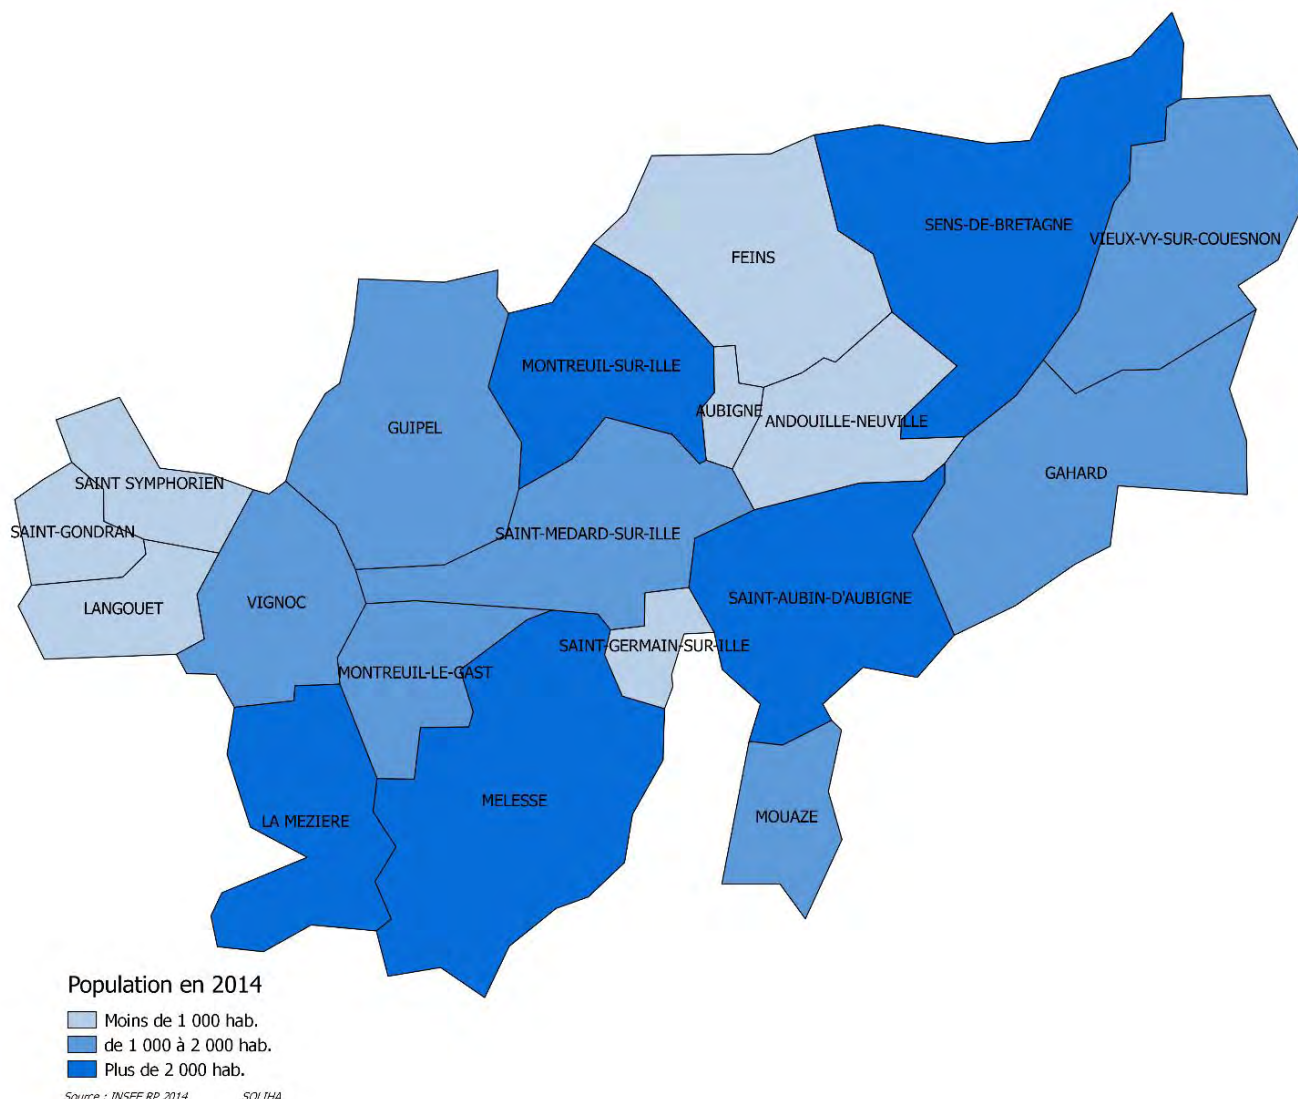 SENS-DE-BRETAGNE
VIEUX-VY-SUR-COUESNON
FEINS
MONTREUIL-SUR-ILLE
AUBIGNE
ANDOUILLE-NEUVILLE
GUIPEL
GAHARD
SAINT SYMPHORIEN
SAINT-GONDRAN
SAINT-MEDARD-SUR-ILLE
LANGOUET
VIGNOC
SAINT-AUBIN-D'AUBIGNE
SAINT-GERMAIN-SUR-ILLE
MONTREUIL-LE-GAST
MELESSE
MOUAZE
LA MEZIERE
Population en 2014
Moins de 1 000 hab.
de 1 000 à 2 000 hab.
Plus de 2 000 hab.
Source : INSEE RP 2014 SOLIHA